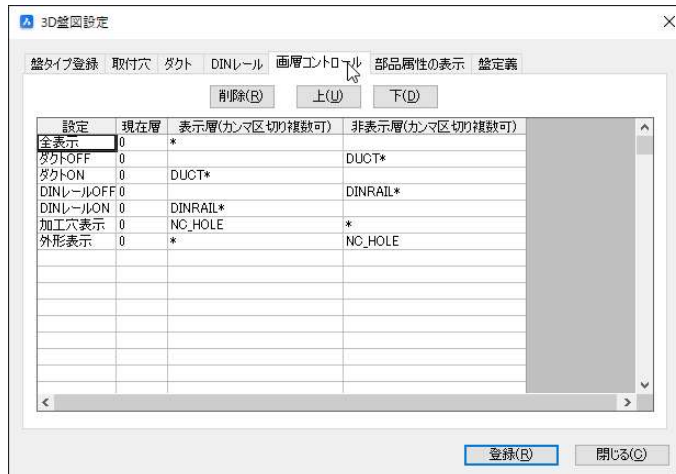 3D盤図設定
盤タイプ登録 取付穴 ダクト DINレール 画層コントロール 部品属性の表示 盤定義
削除(R) 上(U) 下(D)
設定 現在層 表示層(カンマ区切り複数可) 非表示層(カンマ区切り複数可)
全表示 0 *
ダクトOFF 0 DUCT*
ダクトON 0 DUCT*
DINレールOFF 0 DINRAIL*
DINレールON 0 DINRAIL*
加工穴表示 0 NC_HOLE *
外形表示 0 * NC_HOLE
登録(R) 閉じる(C)